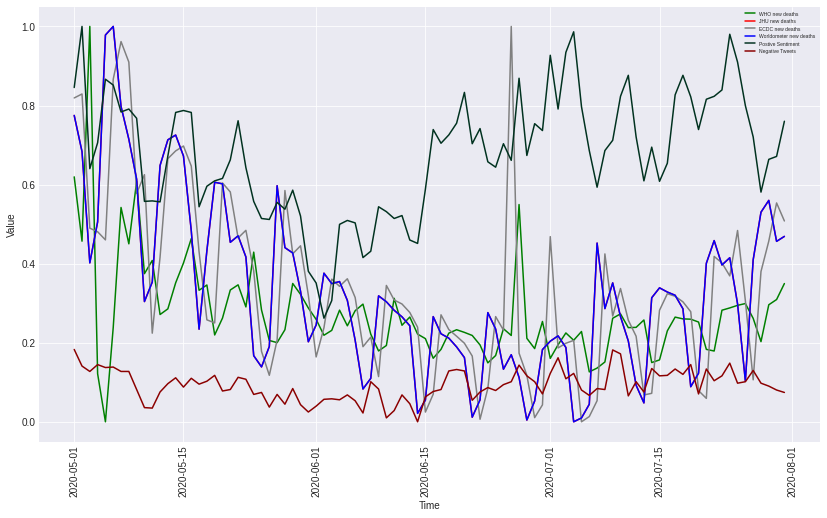 WHO new deaths
JHU new deaths
ECDC new deaths
Worldometer new deaths
Postive Sentiment
Negative Tweets
1.0
0.8
0.6
0.4
0.2
0.0
Value
2020-05-01
2020-05-15
2020-06-01
2020-06-15
2020-07-01
2020-07-15
2020-08-01
Time